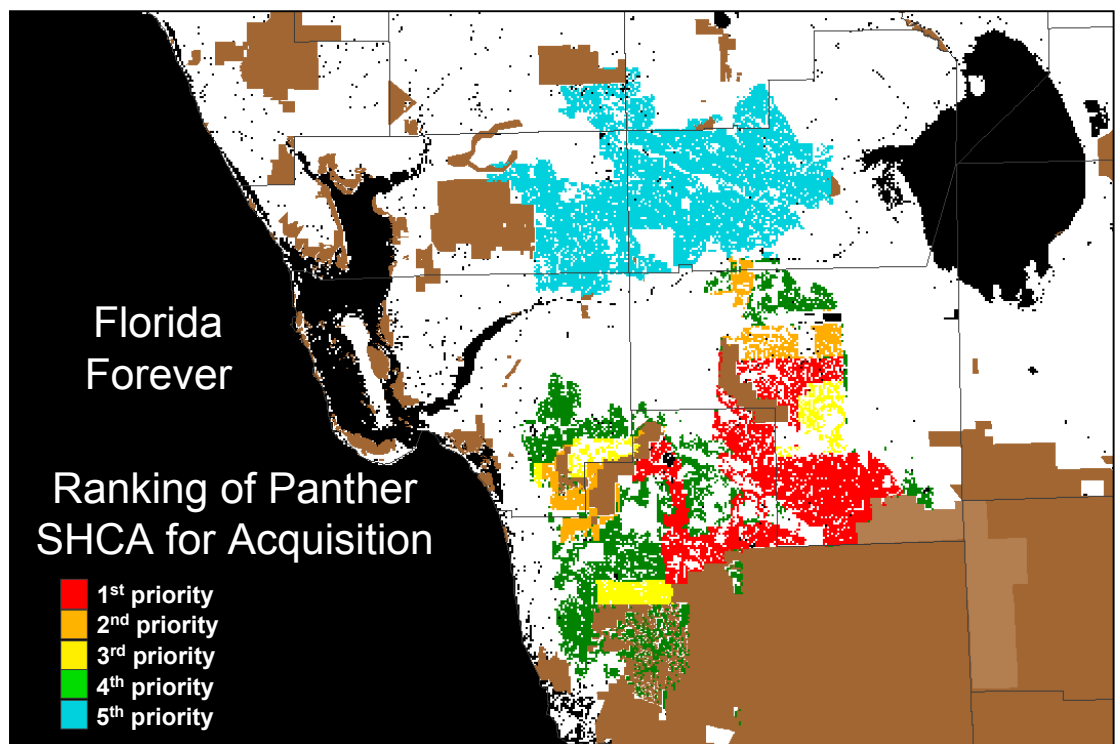 Florida
Forever
Ranking of Panther
SHCA for Acquisition
1st priority
2nd priority
3rd priority
4th priority
5th priority